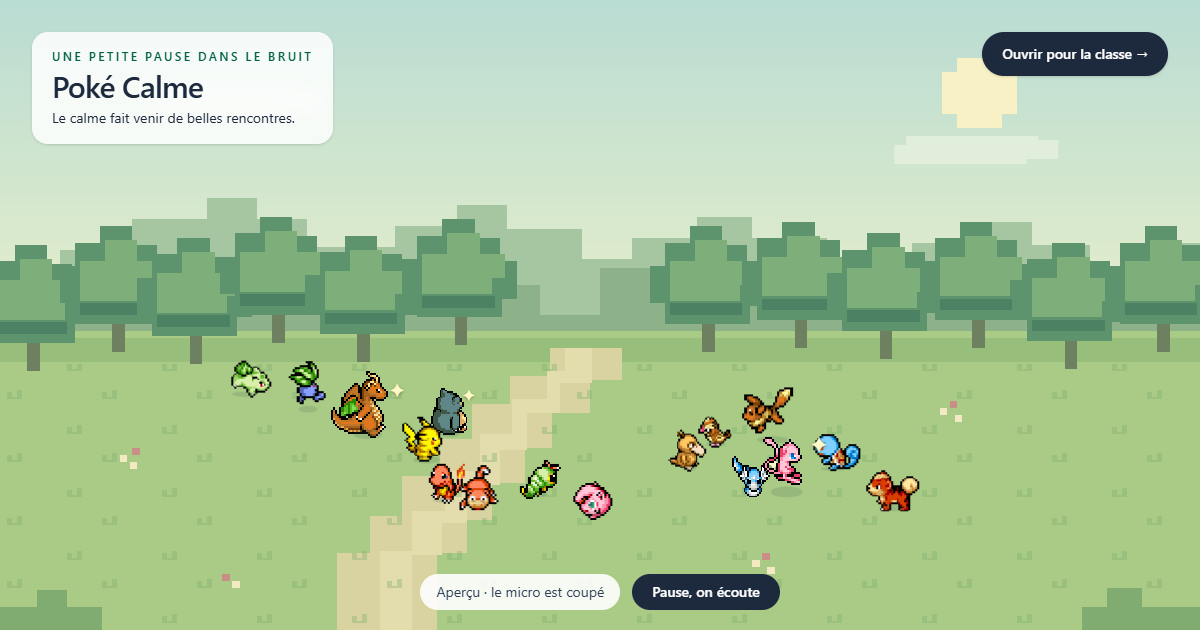 UNE PETITE PAUSE DANS LE BRUIT
Poké Calme
Le calme fait venir de belles rencontres.
Ouvrir pour la classe →
Aperçu · le micro est coupé
Pause, on écoute